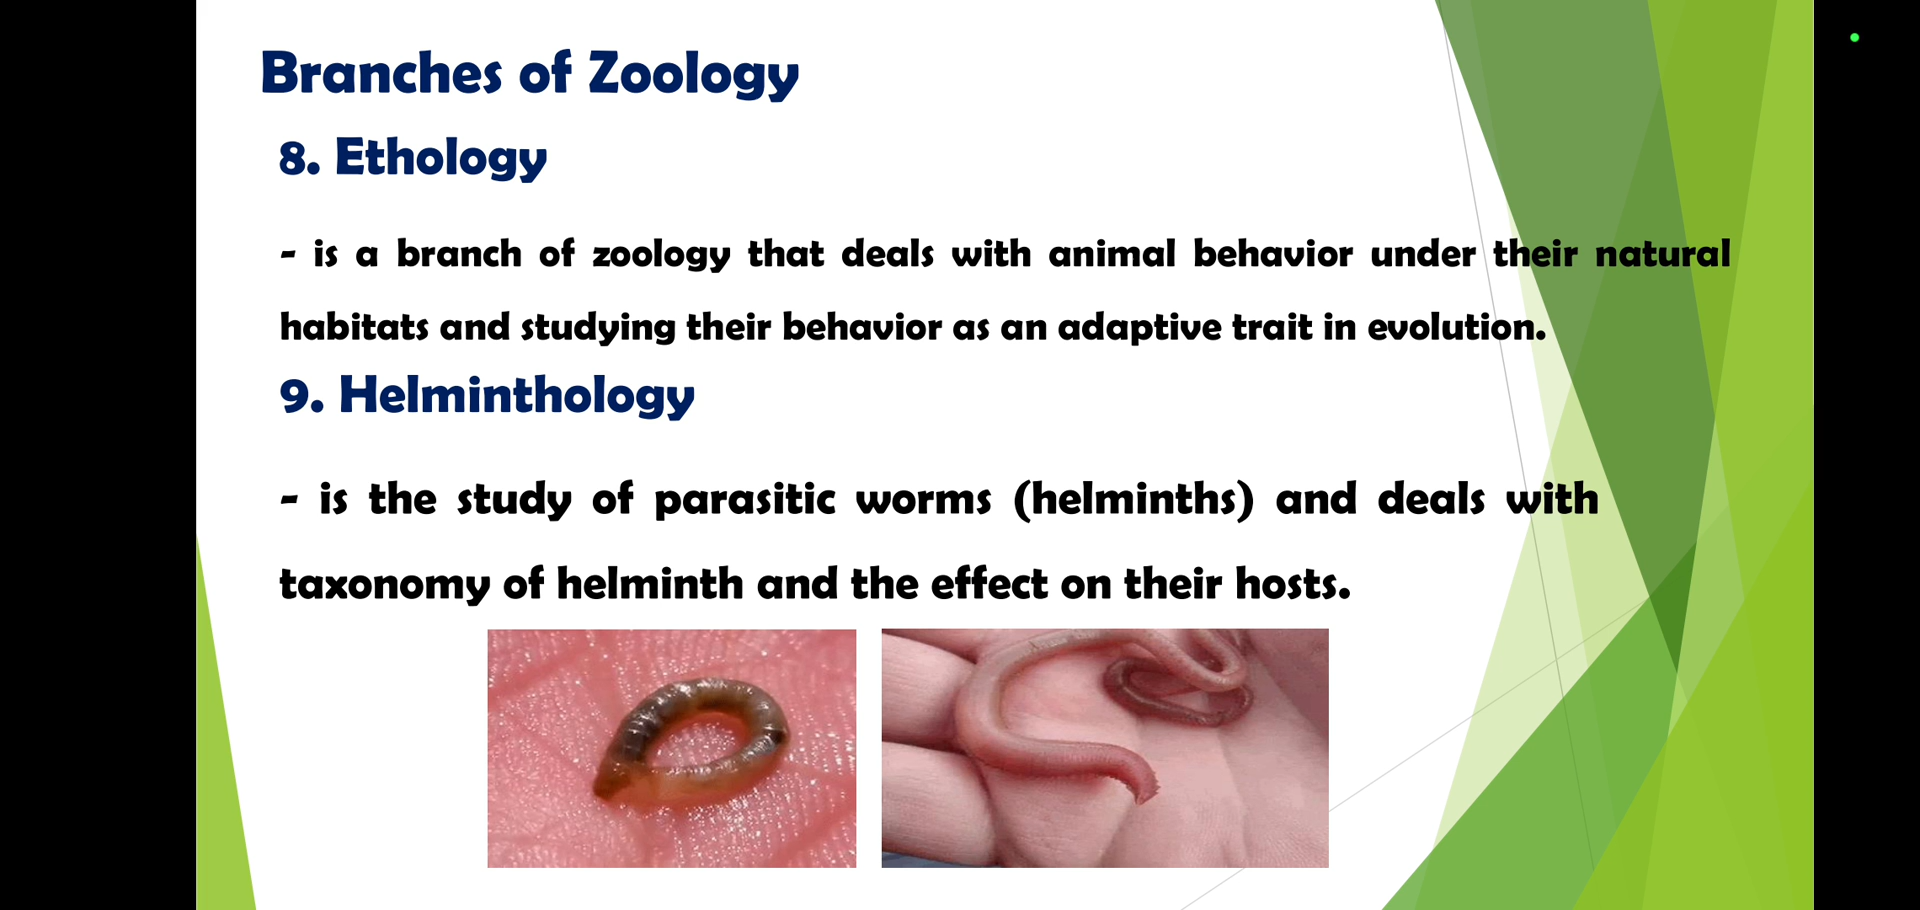 Branches of Zoology
8. Ethology
- is a branch of zoology that deals with animal behavior under their natural
habitats and studying their behavior as an adaptive trait in evolution.
9. Helminthology
- is the study of parasitic worms (helminths) and deals with
taxonomy of helminth and the effect on their hosts.